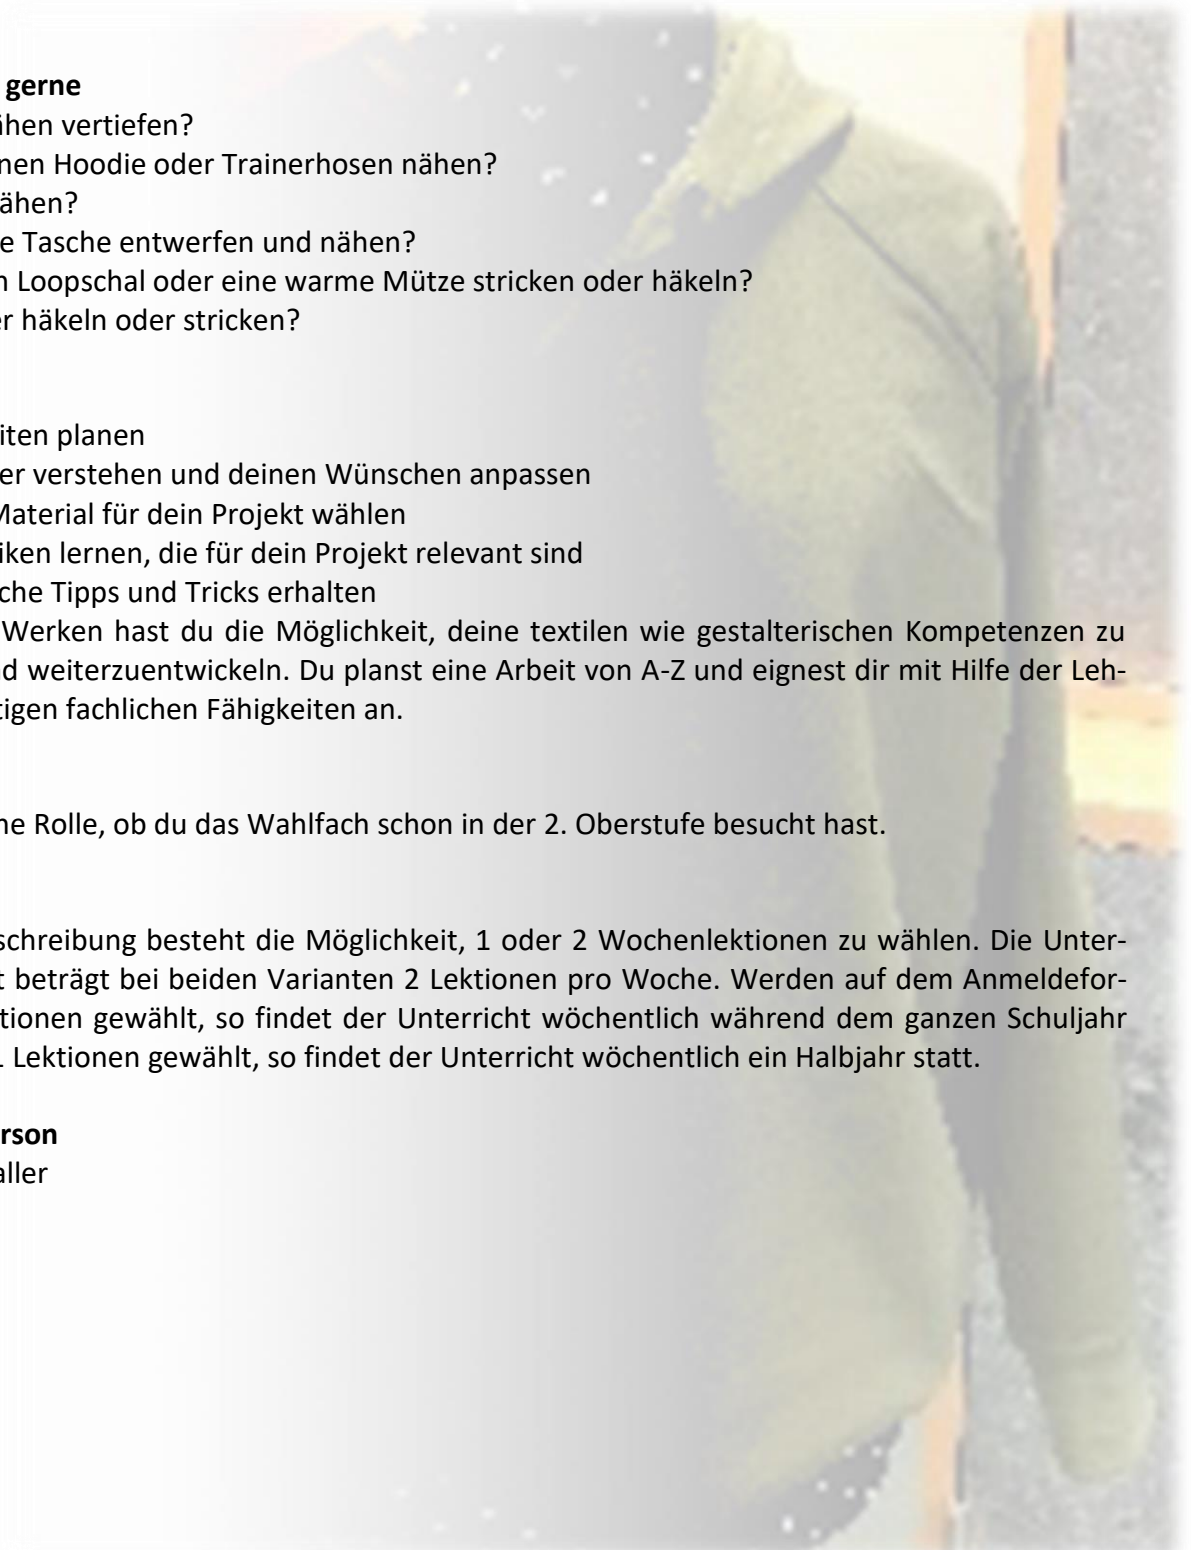 gerne
ähen vertiefen?
nen Hoodie oder Trainerhosen nähen?
ähen?
e Tasche entwerfen und nähen?
n Loopschal oder eine warme Mütze stricken oder häkeln?
er häkeln oder stricken?
iten planen
er verstehen und deinen Wünschen anpassen
Material für dein Projekt wählen
iken lernen, die für dein Projekt relevant sind
che Tipps und Tricks erhalten
Werken hast du die Möglichkeit, deine textilen wie gestalterischen Kompetenzen zu
d weiterzuentwickeln. Du planst eine Arbeit von A-Z und eignest dir mit Hilfe der Leh-
tigen fachlichen Fähigkeiten an.
ne Rolle, ob du das Wahlfach schon in der 2. Oberstufe besucht hast.
schreibung besteht die Möglichkeit, 1 oder 2 Wochenlektionen zu wählen. Die Unter-
t beträgt bei beiden Varianten 2 Lektionen pro Woche. Werden auf dem Anmeldefor-
tionen gewählt, so findet der Unterricht wöchentlich während dem ganzen Schuljahr
1 Lektionen gewählt, so findet der Unterricht wöchentlich ein Halbjahr statt.
rson
aller